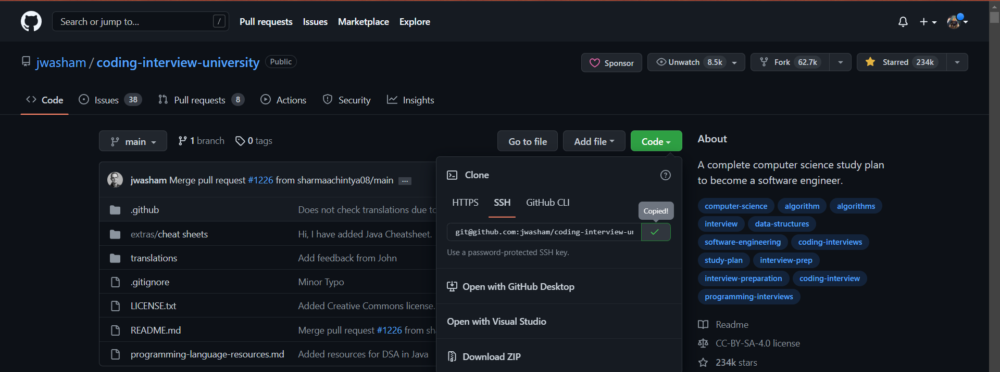 Search or jump to... /
Pull requests Issues Marketplace Explore
jwasham / coding-interview-university Public
Sponsor Unwatch 8.5k Fork 62.7k Starred 234k
Code Issues 38 Pull requests 8 Actions Security Insights
main 1 branch 0 tags Go to file Add file Code
jwasham Merge pull request #1226 from sharmaachintya08/main ...
.github Does not check translations due to
extras/cheat sheets Hi, I have added Java Cheatsheet.
translations Add feedback from John
.gitignore Minor Typo
LICENSE.txt Added Creative Commons license.
README.md Merge pull request #1226 from sh
programming-language-resources.md Added resources for DSA in Java
Clone
HTTPS SSH GitHub CLI
Copied!
git@github.com:jwasham/coding-interview-u
Use a password-protected SSH key.
Open with GitHub Desktop
Open with Visual Studio
Download ZIP
About
A complete computer science study plan
to become a software engineer.
computer-science algorithm algorithms
interview data-structures
software-engineering coding-interviews
study-plan interview-prep
interview-preparation coding-interview
programming-interviews
Readme
CC-BY-SA-4.0 license
234k stars